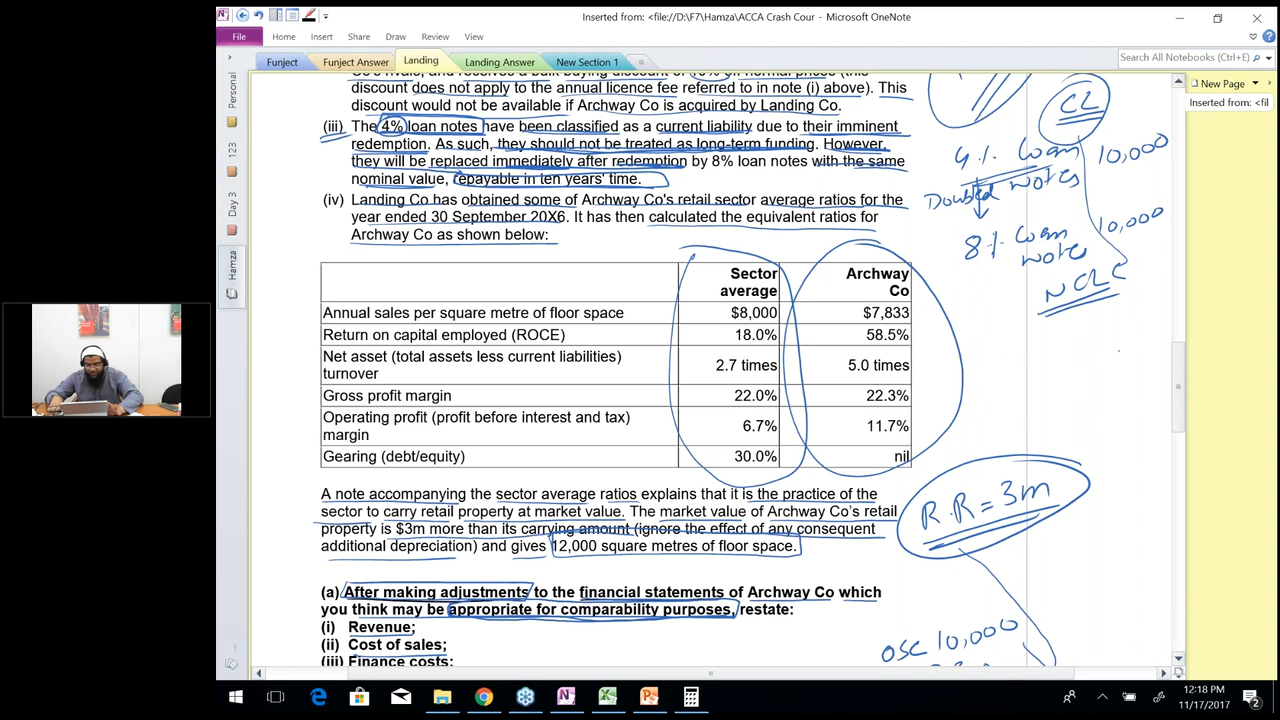 Inserted from: <file://D:\F7\Hamza\ACCA Crash Cour - Microsoft OneNote
File Home Insert Share Draw Review View
Funject Funject Answer Landing Landing Answer New Section 1
Search All Notebooks (Ctrl+E)
New Page
Inserted from: <fil
Personal
123
Day 3
Hamza
discount does not apply to the annual licence fee referred to in note (i) above). This
discount would not be available if Archway Co is acquired by Landing Co.
(iii) The 4% loan notes have been classified as a current liability due to their imminent
redemption. As such, they should not be treated as long-term funding. However,
they will be replaced immediately after redemption by 8% loan notes with the same
nominal value, repayable in ten years' time.
(iv) Landing Co has obtained some of Archway Co's retail sector average ratios for the
year ended 30 September 20X6. It has then calculated the equivalent ratios for
Archway Co as shown below:
Sector average Archway Co
Annual sales per square metre of floor space $8,000 $7,833
Return on capital employed (ROCE) 18.0% 58.5%
Net asset (total assets less current liabilities) turnover 2.7 times 5.0 times
Gross profit margin 22.0% 22.3%
Operating profit (profit before interest and tax) margin 6.7% 11.7%
Gearing (debt/equity) 30.0% nil
A note accompanying the sector average ratios explains that it is the practice of the
sector to carry retail property at market value. The market value of Archway Co's retail
property is $3m more than its carrying amount (ignore the effect of any consequent
additional depreciation) and gives 12,000 square metres of floor space.
(a) After making adjustments to the financial statements of Archway Co which
you think may be appropriate for comparability purposes, restate:
(i) Revenue;
(ii) Cost of sales;
(iii) Finance costs;
CL
4% Loan Notes 10,000
Doubled
8% Loan Notes 10,000
NCL
R.R = 3m
OSC 10,000
12:18 PM
11/17/2017
2